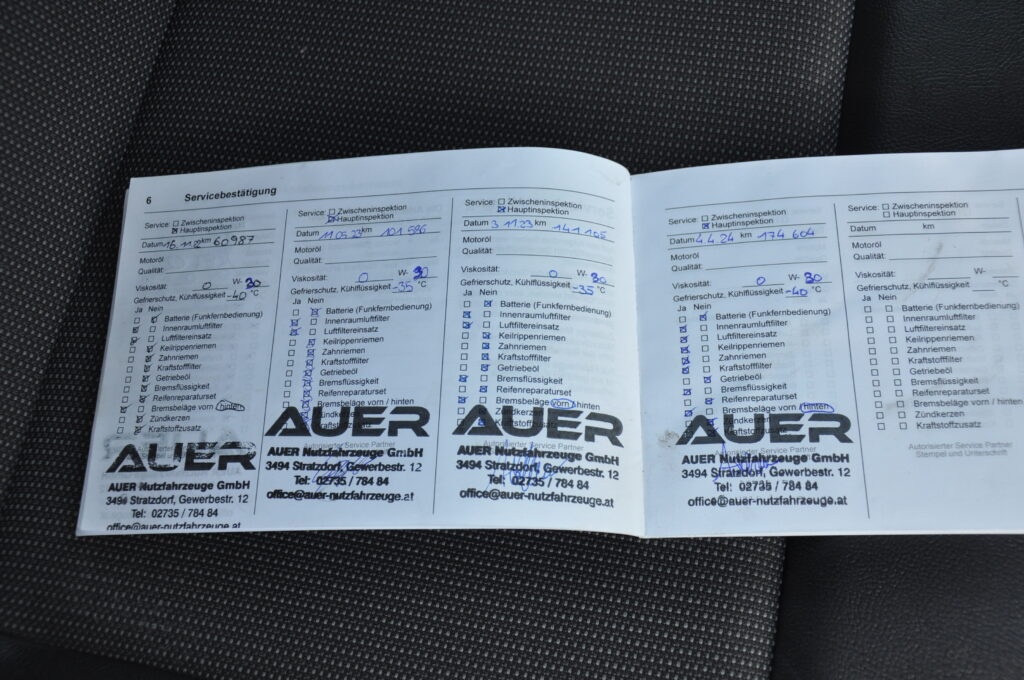 6 Servicebestätigung
Service: Zwischeninspektion
Hauptinspektion
Datum 16.11.22 km 60987
Motoröl
Qualität:
Viskosität:
0 W- 30
Gefrierschutz, Kühlflüssigkeit -40 °C
Ja Nein
Batterie (Funkfernbedienung)
Innenraumluftfilter
Luftfiltereinsatz
Keilrippenriemen
Zahnriemen
Kraftstofffilter
Getriebeöl
Bremsflüssigkeit
Reifenreparaturset
Bremsbeläge vorn / hinten
Zündkerzen
Kraftstoffzusatz
AUER
AUER Nutzfahrzeuge GmbH
3494 Stratzdorf, Gewerbestr. 12
Tel: 02735 / 784 84
office@auer-nutzfahrzeuge.at
Service: Zwischeninspektion
Hauptinspektion
Datum 11.05.23 km 101 586
Motoröl
Qualität:
Viskosität: 0 W- 30
Gefrierschutz, Kühlflüssigkeit -35 °C
Ja Nein
Batterie (Funkfernbedienung)
Innenraumluftfilter
Luftfiltereinsatz
Keilrippenriemen
Zahnriemen
Kraftstofffilter
Getriebeöl
Bremsflüssigkeit
Reifenreparaturset
Bremsbeläge vorn / hinten
Zündkerzen
AUER
Autorisierter Service Partner
AUER Nutzfahrzeuge GmbH
3494 Stratzdorf, Gewerbestr. 12
Tel: 02735 / 784 84
office@auer-nutzfahrzeuge.at
Service: Zwischeninspektion
Hauptinspektion
Datum 3.11.23 km 141.105
Motoröl
Qualität:
Viskosität: 0 W- 30
Gefrierschutz, Kühlflüssigkeit -35 °C
Ja Nein
Batterie (Funkfernbedienung)
Innenraumluftfilter
Luftfiltereinsatz
Keilrippenriemen
Zahnriemen
Kraftstofffilter
Getriebeöl
Bremsflüssigkeit
Reifenreparaturset
Bremsbeläge vorn / hinten
Zündkerzen
AUER
Autorisierter Service Partner
AUER Nutzfahrzeuge GmbH
3494 Stratzdorf, Gewerbestr. 12
Tel: 02735 / 784 84
office@auer-nutzfahrzeuge.at
Service: Zwischeninspektion
Hauptinspektion
Datum 4.4.24 km 174 604
Motoröl
Qualität:
Viskosität: 0 W- 30
Gefrierschutz, Kühlflüssigkeit -40 °C
Ja Nein
Batterie (Funkfernbedienung)
Innenraumluftfilter
Luftfiltereinsatz
Keilrippenriemen
Zahnriemen
Kraftstofffilter
Getriebeöl
Bremsflüssigkeit
Reifenreparaturset
Bremsbeläge vorn / hinten
Zündkerzen
AUER
AUER Nutzfahrzeuge GmbH
3494 Stratzdorf, Gewerbestr. 12
Tel: 02735 / 784 84
office@auer-nutzfahrzeuge.at
Service: Zwischeninspektion
Hauptinspektion
Datum km
Motoröl
Qualität:
Viskosität: W-
Gefrierschutz, Kühlflüssigkeit °C
Ja Nein
Batterie (Funkfernbedienung)
Innenraumluftfilter
Luftfiltereinsatz
Keilrippenriemen
Zahnriemen
Kraftstofffilter
Getriebeöl
Bremsflüssigkeit
Reifenreparaturset
Bremsbeläge vorn / hinten
Zündkerzen
Kraftstoffzusatz
Autorisierter Service Partner
Stempel und Unterschrift